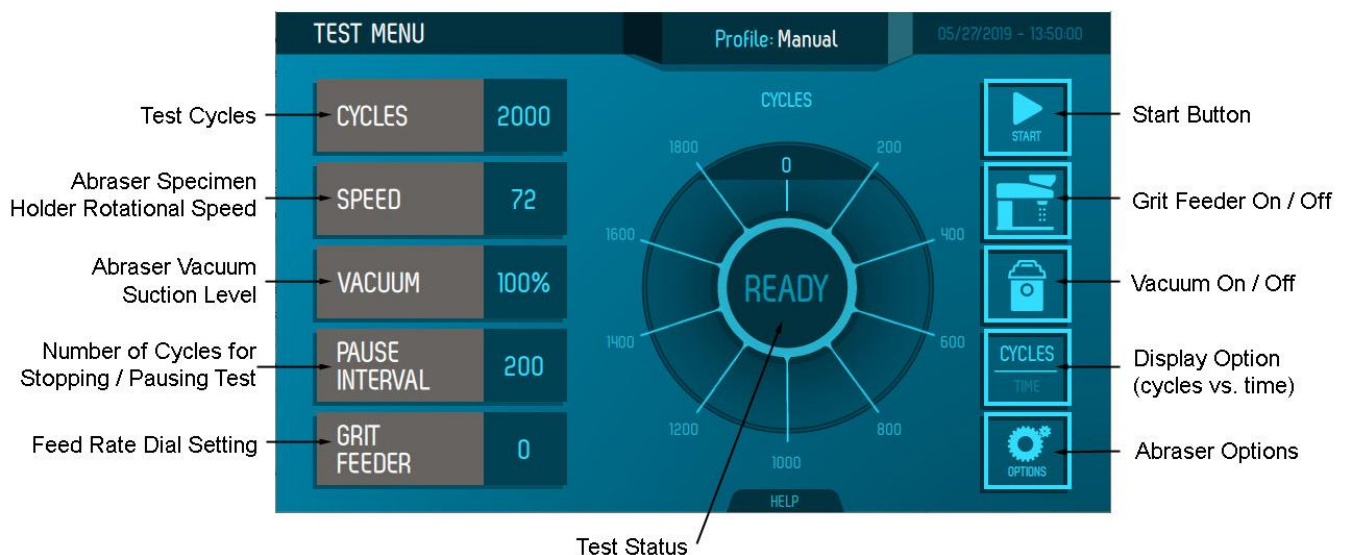 TEST MENU
Profile: Manual
05/27/2019 - 13:50:00
Test Cycles
CYCLES
2000
Abraser Specimen
Holder Rotational Speed
SPEED
72
Abraser Vacuum
Suction Level
VACUUM
100%
Number of Cycles for
Stopping / Pausing Test
PAUSE
INTERVAL
200
Feed Rate Dial Setting
GRIT
FEEDER
0
CYCLES
0
200
400
600
800
1000
1200
1400
1600
1800
READY
HELP
Test Status
START
Start Button
Grit Feeder On / Off
Vacuum On / Off
CYCLES
TIME
Display Option
(cycles vs. time)
OPTIONS
Abraser Options